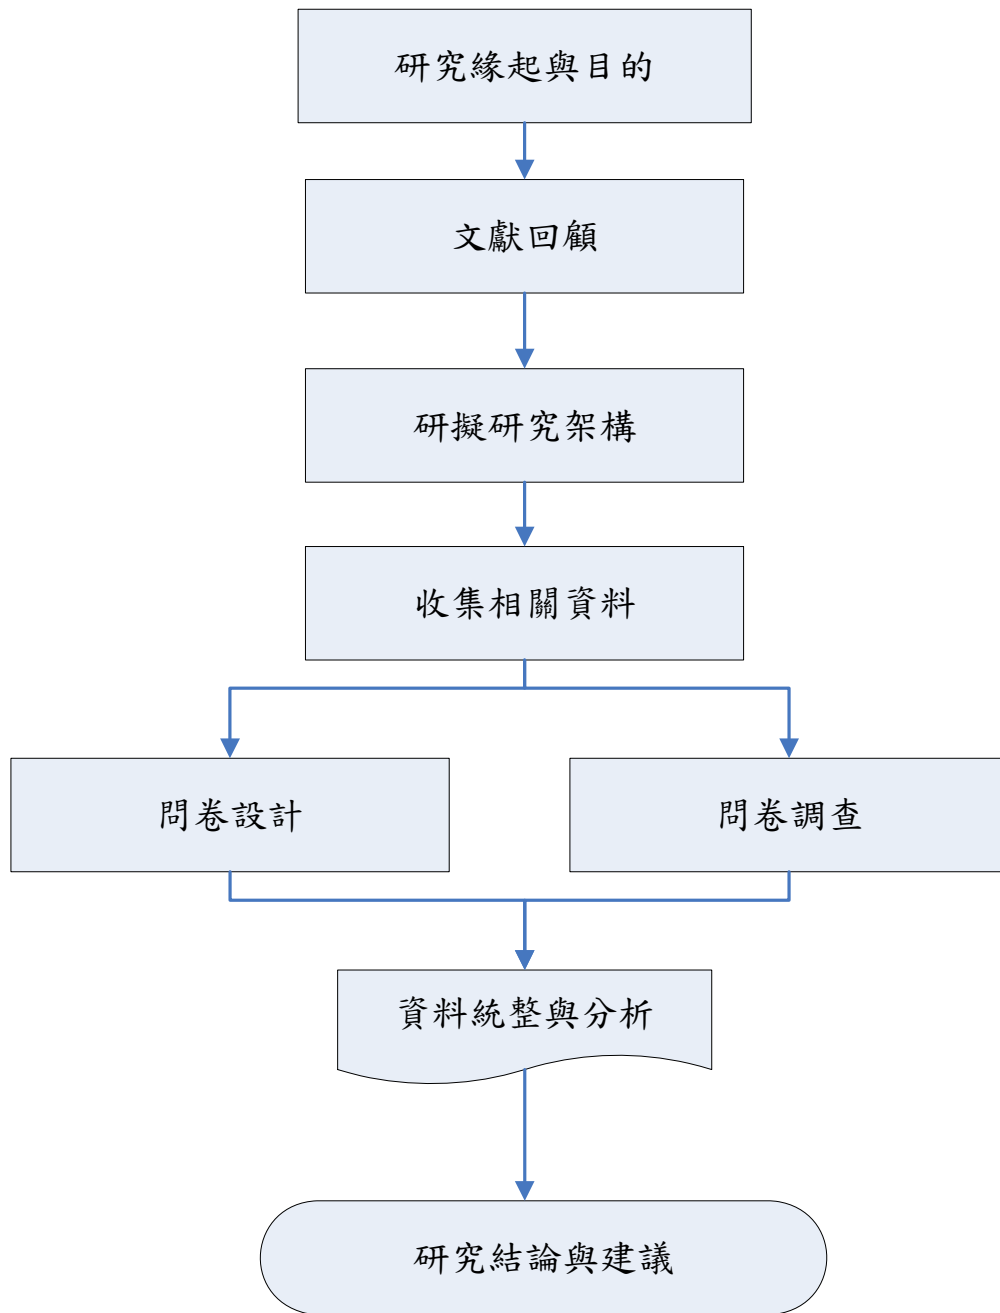 研究緣起與目的
文獻回顧
研擬研究架構
收集相關資料
問卷設計
問卷調查
資料統整與分析
研究結論與建議